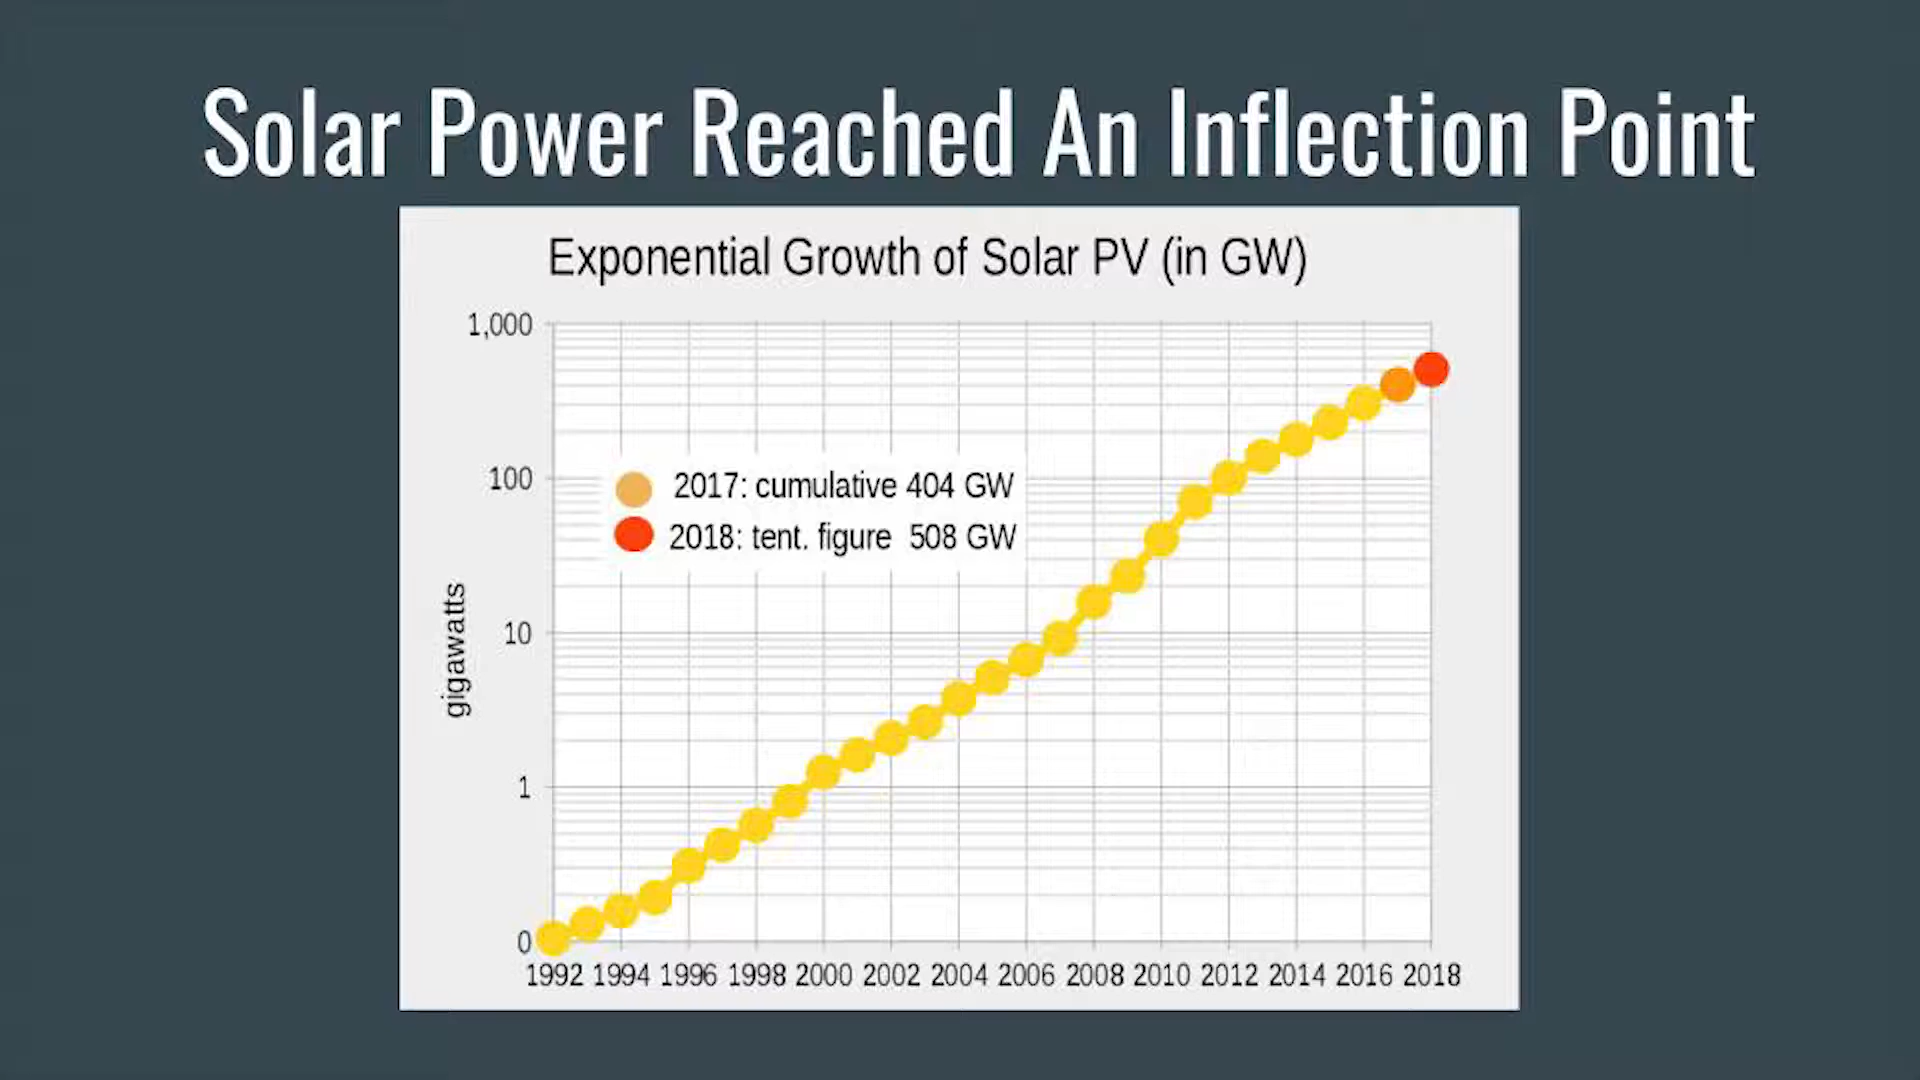 Solar Power Reached An Inflection Point
Exponential Growth of Solar PV (in GW)
1,000
100
10
1
0
gigawatts
2017: cumulative 404 GW
2018: tent. figure 508 GW
1992 1994 1996 1998 2000 2002 2004 2006 2008 2010 2012 2014 2016 2018